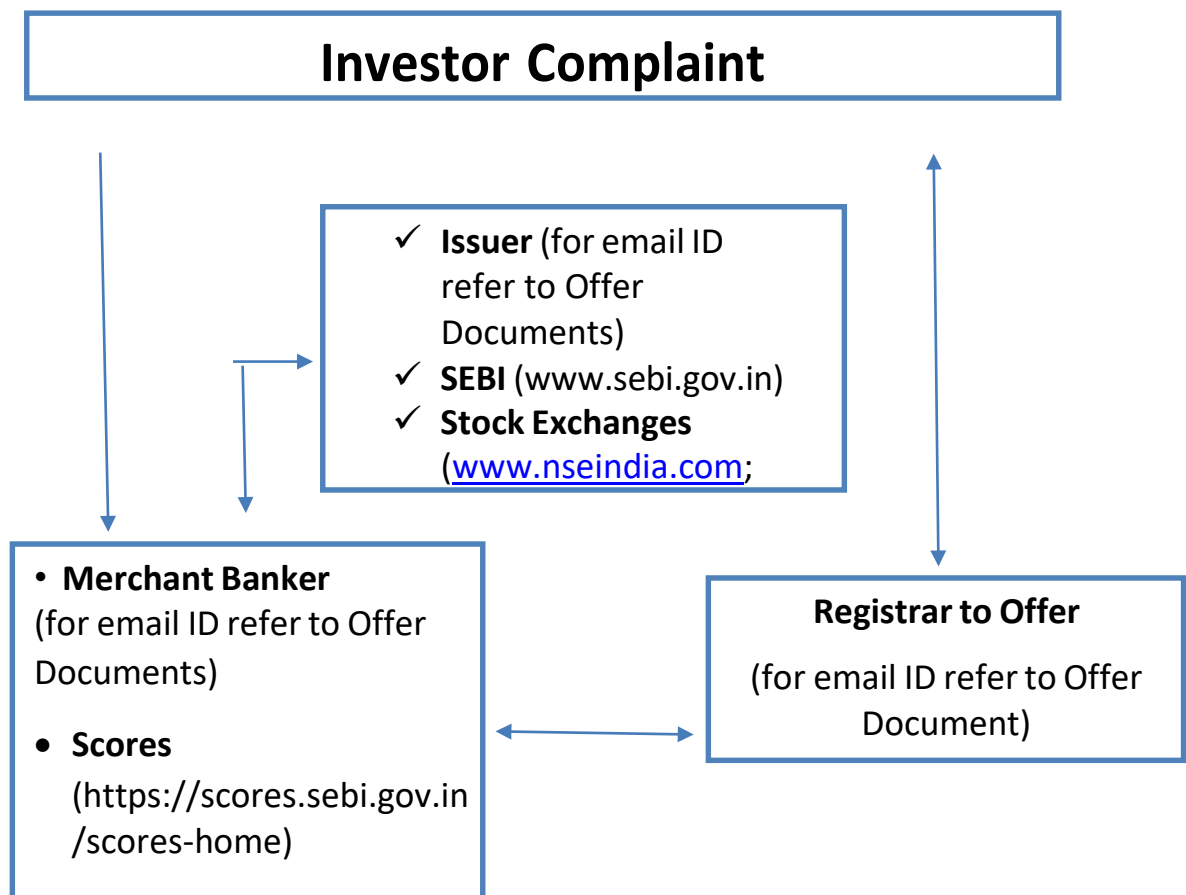 Investor Complaint
✓ Issuer (for email ID
refer to Offer
Documents)
✓ SEBI (www.sebi.gov.in)
✓ Stock Exchanges
(www.nseindia.com;
• Merchant Banker
(for email ID refer to Offer
Documents)
• Scores
(https://scores.sebi.gov.in
/scores-home)
Registrar to Offer
(for email ID refer to Offer
Document)